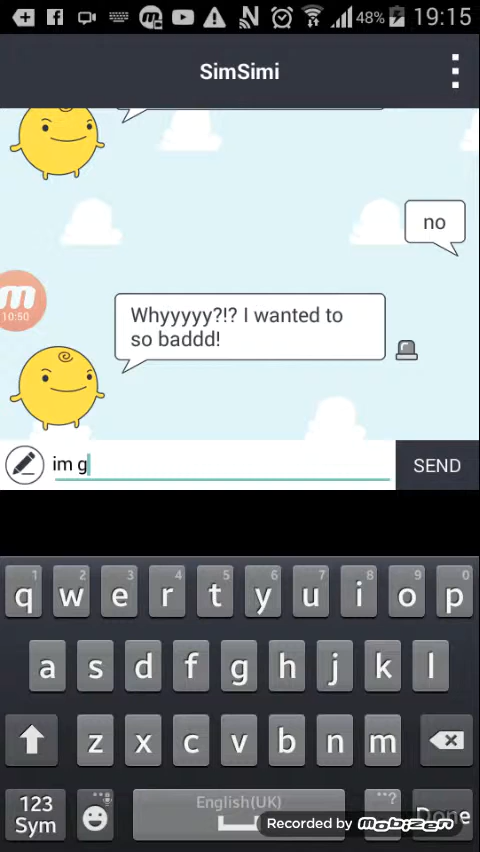 48% 19:15
SimSimi
no
10:50
Whyyyyy?!? I wanted to
so baddd!
im g
SEND
1 2 3 4 5 6 7 8 9 0
q w e r t y u i o p
a s d f g h j k l
z x c v b n m
123
Sym
English(UK)
..?
Done
Recorded by mobizen